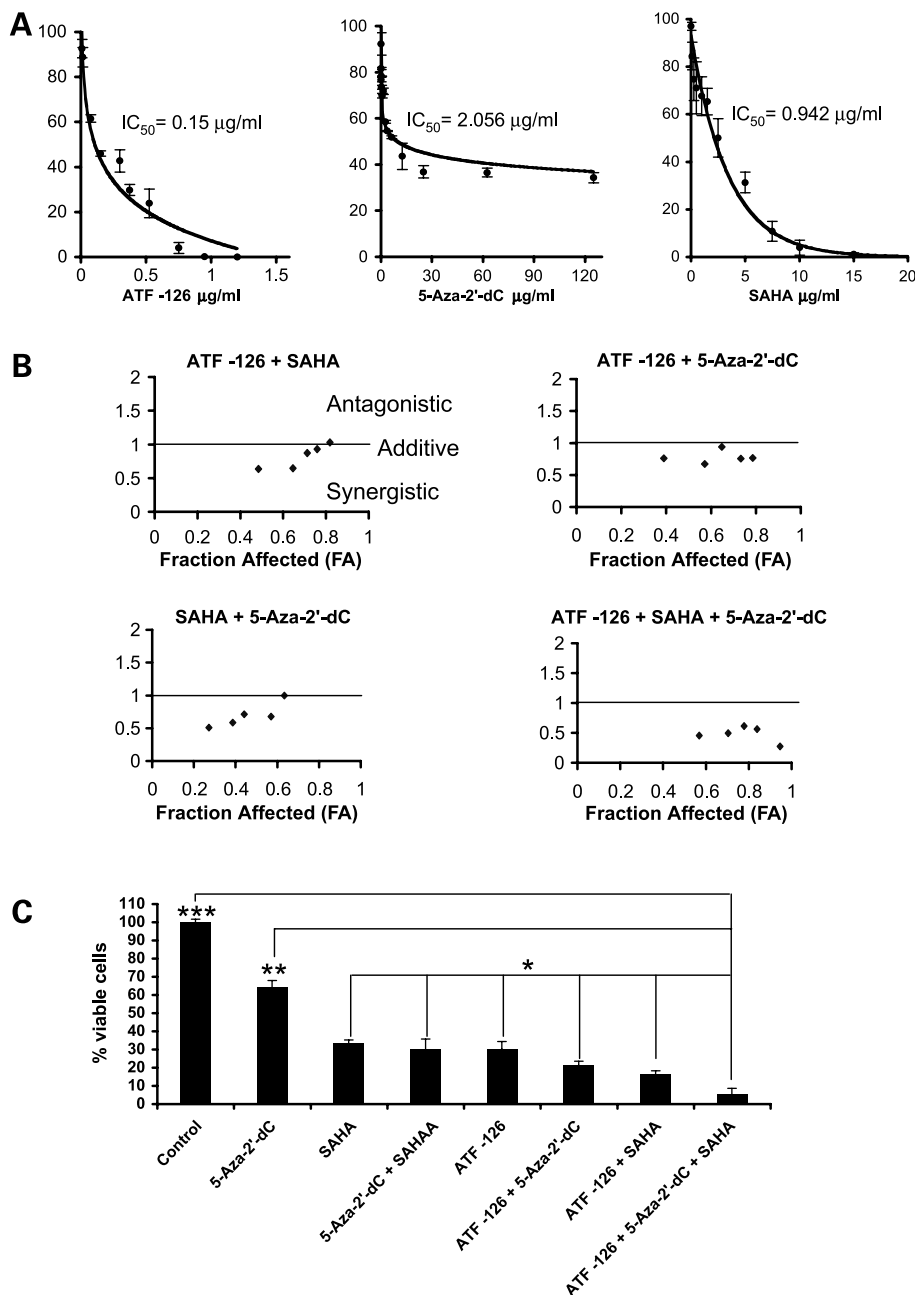 A
100
80
60
40
20
0
IC50= 0.15 µg/ml
0 0.5 1 1.5
ATF -126 µg/ml
100
80
60
40
20
0
IC50= 2.056 µg/ml
0 30 60 90 120
5-Aza-2'-dC µg/ml
100
80
60
40
20
0
IC50= 0.942 µg/ml
0 5 10 15 20
SAHA µg/ml
B
ATF -126 + SAHA
2
1.5
1
0.5
0
Antagonistic
Additive
Synergistic
0 0.2 0.4 0.6 0.8 1
Fraction Affected (FA)
ATF -126 + 5-Aza-2'-dC
2
1.5
1
0.5
0
0 0.2 0.4 0.6 0.8 1
Fraction Affected (FA)
SAHA + 5-Aza-2'-dC
2
1.5
1
0.5
0
0 0.2 0.4 0.6 0.8 1
Fraction Affected (FA)
ATF -126 + SAHA + 5-Aza-2'-dC
2
1.5
1
0.5
0
0 0.2 0.4 0.6 0.8 1
Fraction Affected (FA)
C
% viable cells
110
100
90
80
70
60
50
40
30
20
10
0
***
**
*
Control
5-Aza-2'-dC
SAHA
5-Aza-2'-dC + SAHAA
ATF -126
ATF -126 + 5-Aza-2'-dC
ATF -126 + SAHA
ATF -126 + 5-Aza-2'-dC + SAHA